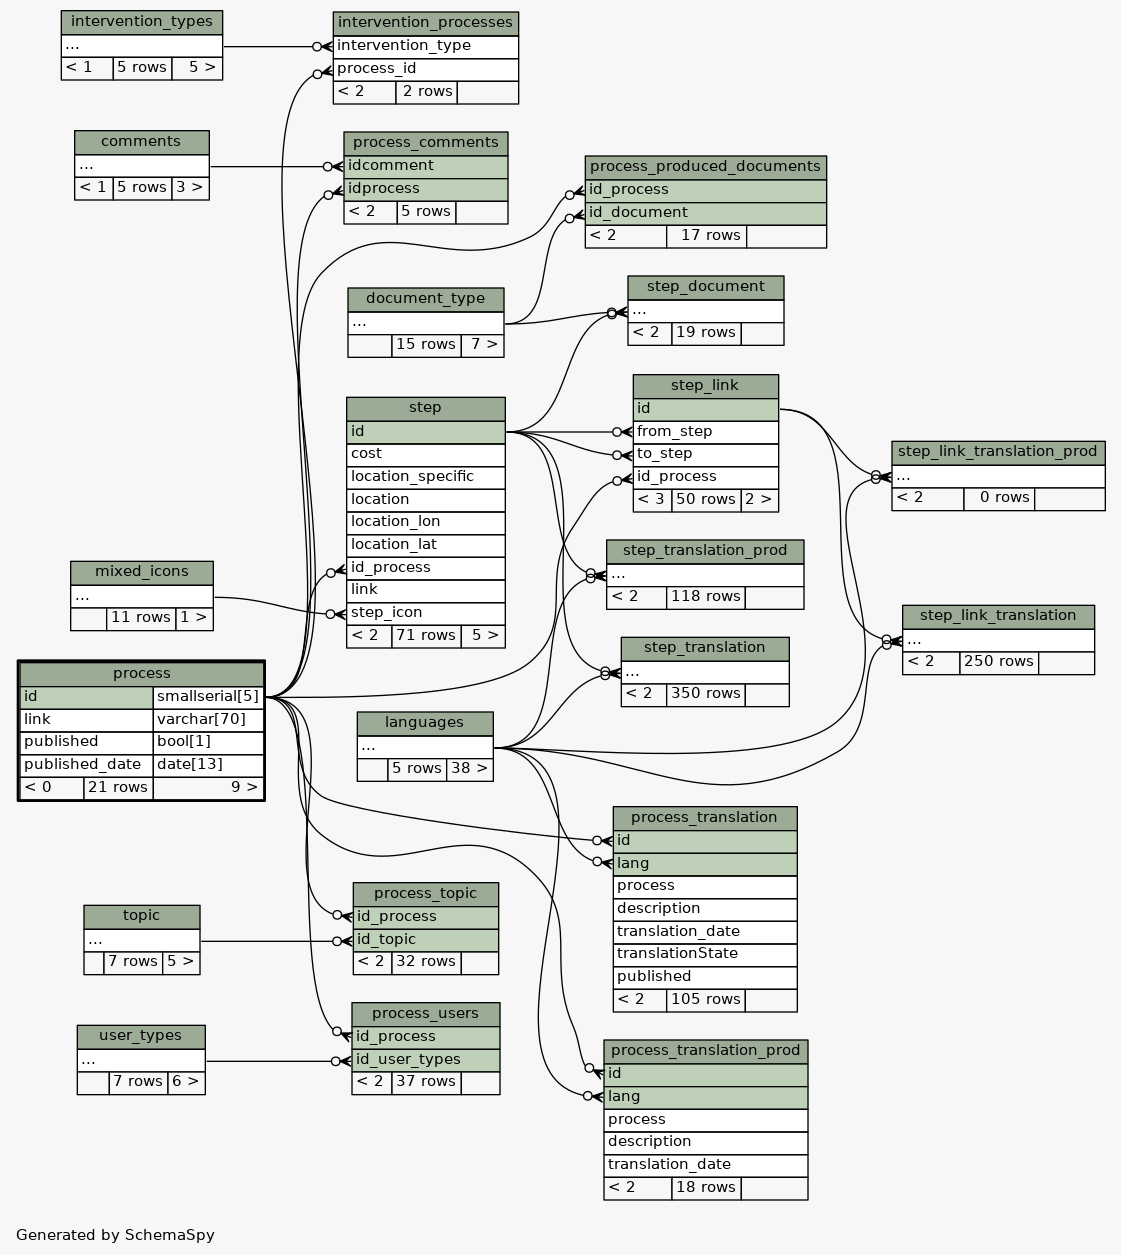 intervention_types
...
< 1 5 rows 5 >
intervention_processes
intervention_type
process_id
< 2 2 rows
comments
...
< 1 5 rows 3 >
process_comments
idcomment
idprocess
< 2 5 rows
process_produced_documents
id_process
id_document
< 2 17 rows
document_type
...
15 rows 7 >
step_document
...
< 2 19 rows
step
id
cost
location_specific
location
location_lon
location_lat
id_process
link
step_icon
< 2 71 rows 5 >
step_link
id
from_step
to_step
id_process
< 3 50 rows 2 >
step_link_translation_prod
...
< 2 0 rows
step_translation_prod
...
< 2 118 rows
mixed_icons
...
11 rows 1 >
step_link_translation
...
< 2 250 rows
step_translation
...
< 2 350 rows
process
id smallserial[5]
link varchar[70]
published bool[1]
published_date date[13]
< 0 21 rows 9 >
languages
...
5 rows 38 >
process_translation
id
lang
process
description
translation_date
translationState
published
< 2 105 rows
process_topic
id_process
id_topic
< 2 32 rows
topic
...
7 rows 5 >
process_users
id_process
id_user_types
< 2 37 rows
user_types
...
7 rows 6 >
process_translation_prod
id
lang
process
description
translation_date
< 2 18 rows
Generated by SchemaSpy